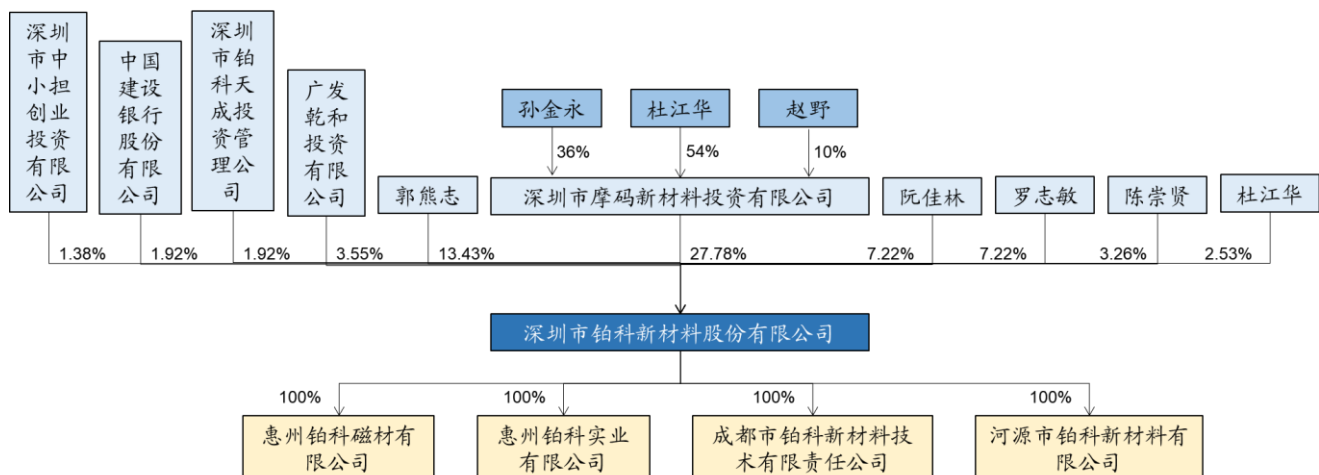 深圳
市中
小担
创业
投资
有限
公司
中国
建设
银行
股份
有限
公司
深圳
市铂
科天
成投
资管
理公
司
广发
乾和
投资
有限
公司
孙金永
杜江华
赵野
36%
54%
10%
郭熊志
深圳市摩码新材料投资有限公司
阮佳林
罗志敏
陈崇贤
杜江华
1.38%
1.92%
1.92%
3.55%
13.43%
27.78%
7.22%
7.22%
3.26%
2.53%
深圳市铂科新材料股份有限公司
100%
100%
100%
100%
惠州铂科磁材有
限公司
惠州铂科实业
有限公司
成都市铂科新材料技
术有限责任公司
河源市铂科新材料有
限公司